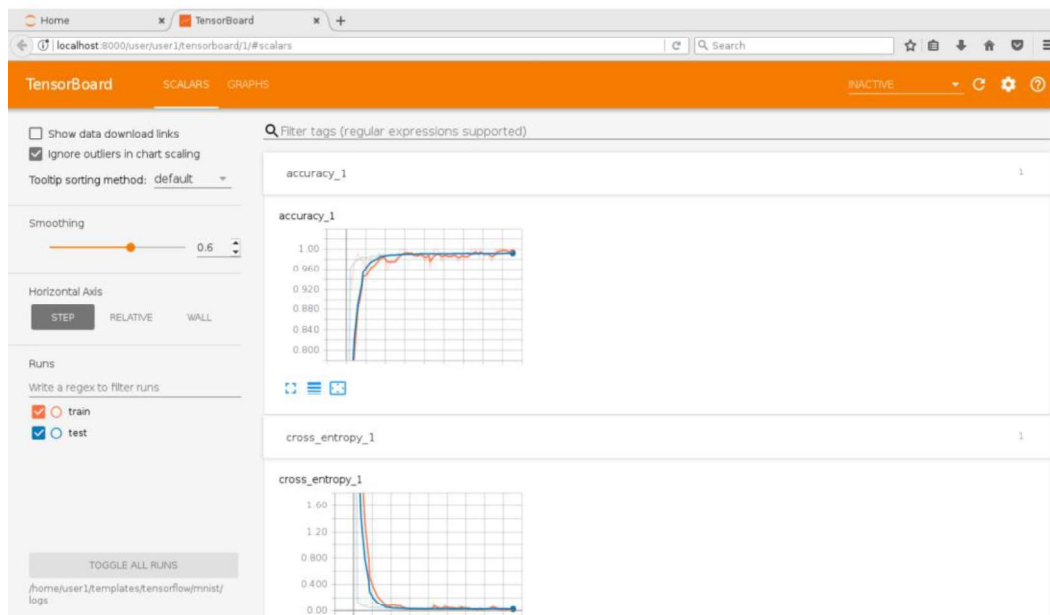 Home
TensorBoard
localhost:8000/user/user1/tensorboard/1/#scalars
Search
TensorBoard
SCALARS
GRAPHS
INACTIVE
Show data download links
Ignore outliers in chart scaling
Tooltip sorting method: default
Smoothing
0.6
Horizontal Axis
STEP
RELATIVE
WALL
Runs
Write a regex to filter runs
train
test
TOGGLE ALL RUNS
/home/user1/templates/tensorflow/mnist/
logs
Filter tags (regular expressions supported)
accuracy_1
1
accuracy_1
1.00
0.960
0.920
0.880
0.840
0.800
cross_entropy_1
1
cross_entropy_1
1.60
1.20
0.800
0.400
0.00